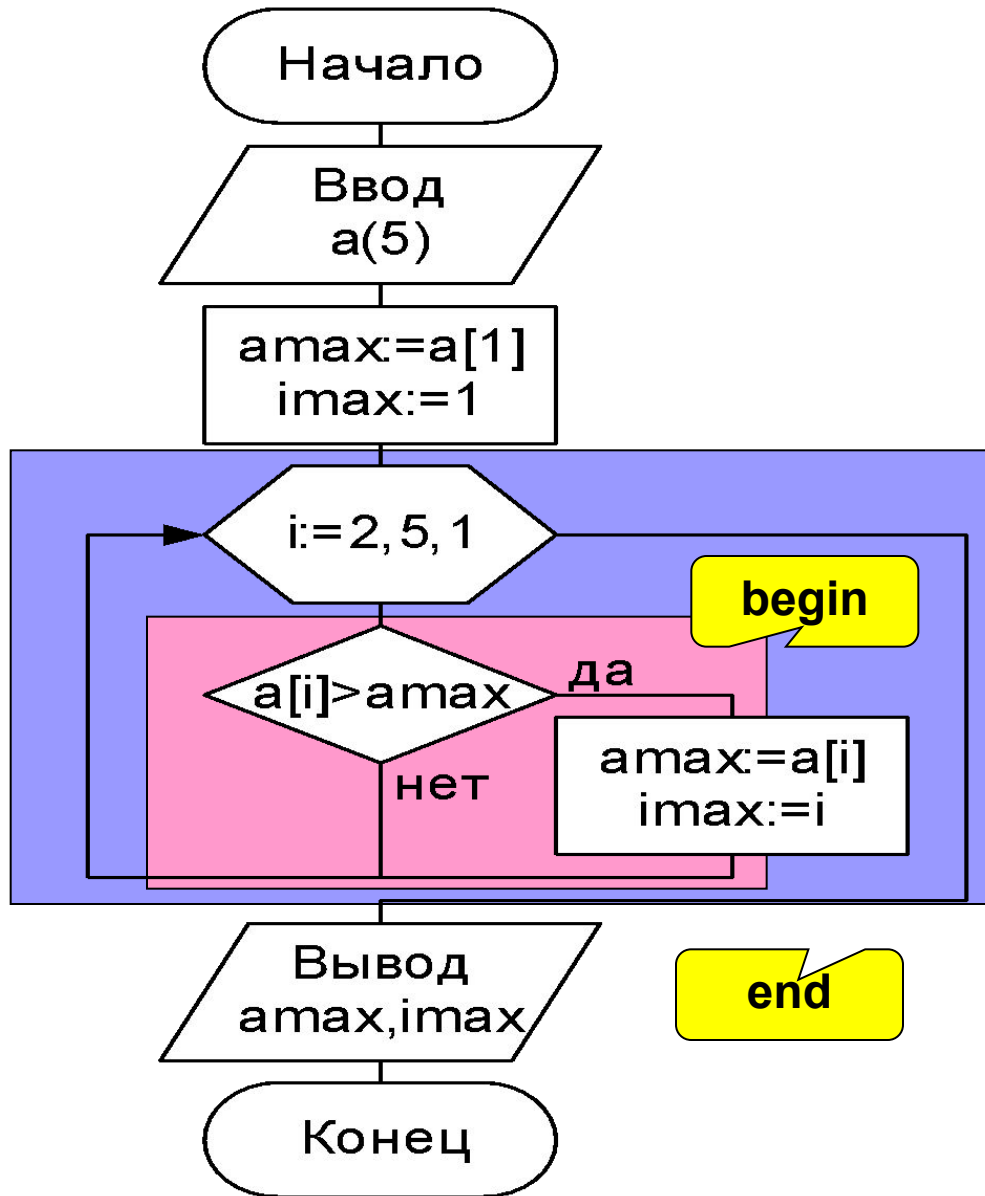 Начало
Ввод
a(5)
amax:=a[1]
imax:=1
i:=2,5,1
begin
a[i]>amax
да
нет
amax:=a[i]
imax:=i
Вывод
amax,imax
end
Конец